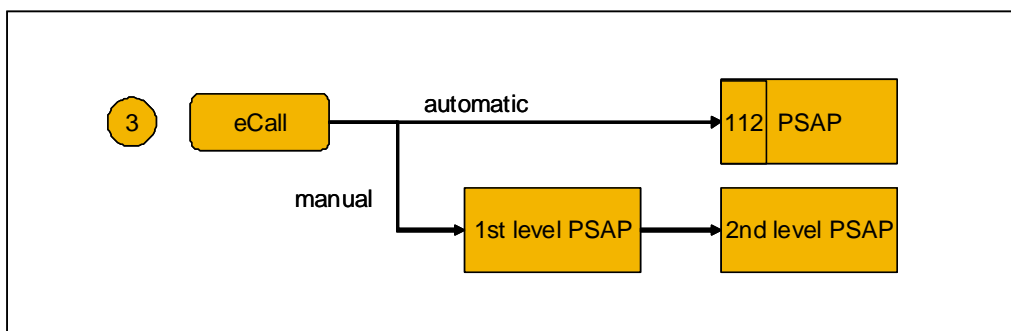 3
eCall
automatic
112
PSAP
manual
1st level PSAP
2nd level PSAP